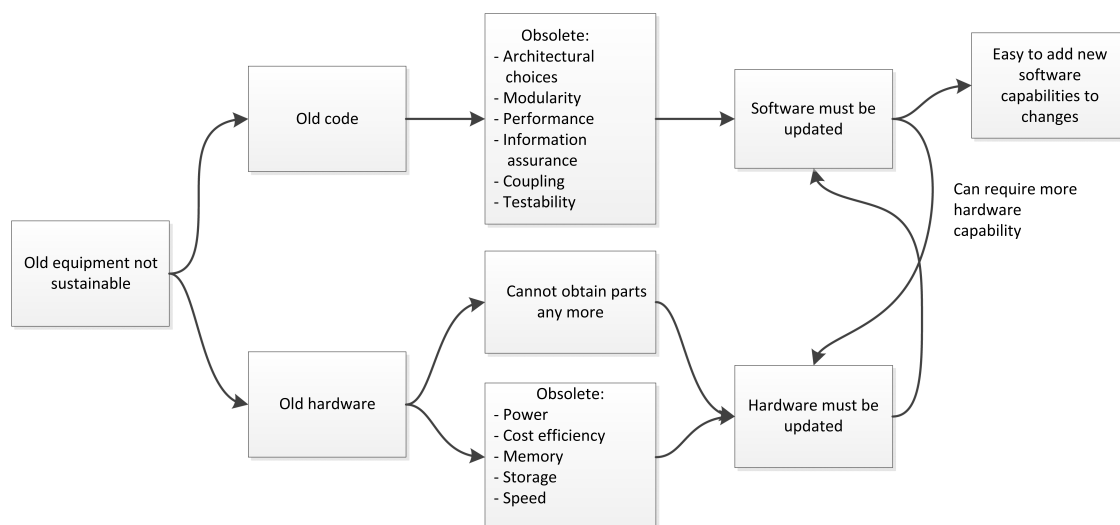 Old equipment not
sustainable
Old code
Old hardware
Obsolete:
- Architectural
choices
- Modularity
- Performance
- Information
assurance
- Coupling
- Testability
Cannot obtain parts
any more
Obsolete:
- Power
- Cost efficiency
- Memory
- Storage
- Speed
Software must be
updated
Hardware must be
updated
Easy to add new
software
capabilities to
changes
Can require more
hardware
capability